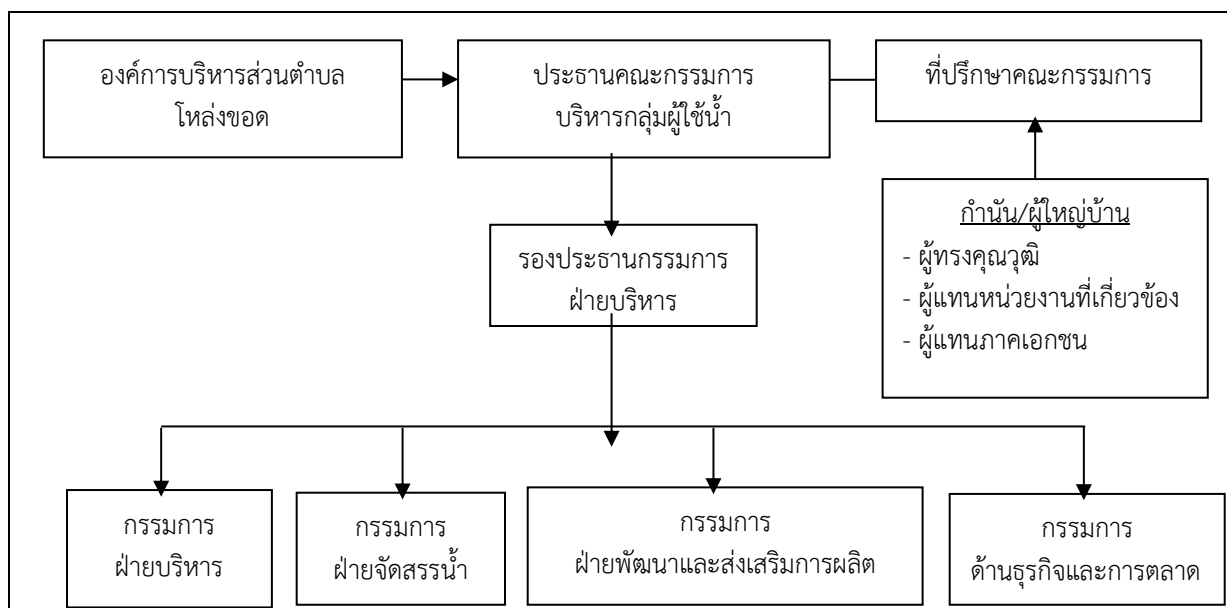 องค์การบริหารส่วนตำบล
โหล่งขอด
ประธานคณะกรรมการ
บริหารกลุ่มผู้ใช้น้ำ
ที่ปรึกษาคณะกรรมการ
กำนัน/ผู้ใหญ่บ้าน
- ผู้ทรงคุณวุฒิ
- ผู้แทนหน่วยงานที่เกี่ยวข้อง
- ผู้แทนภาคเอกชน
รองประธานกรรมการ
ฝ่ายบริหาร
กรรมการ
ฝ่ายบริหาร
กรรมการ
ฝ่ายจัดสรรน้ำ
กรรมการ
ฝ่ายพัฒนาและส่งเสริมการผลิต
กรรมการ
ด้านธุรกิจและการตลาด